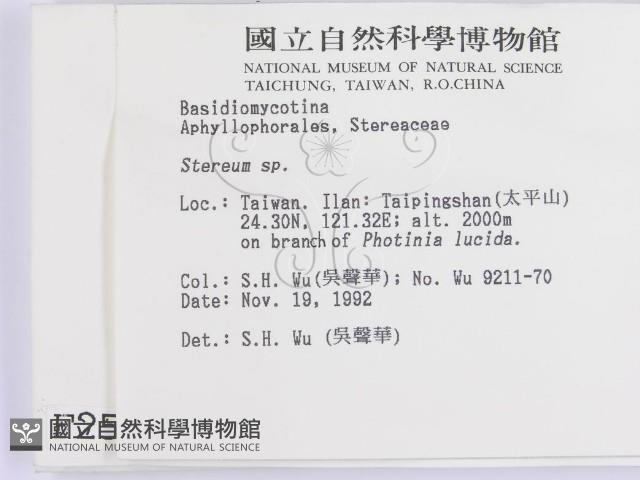 國立自然科學博物館
NATIONAL MUSEUM OF NATURAL SCIENCE
TAICHUNG, TAIWAN, R.O.CHINA
Basidiomycotina
Aphyllophorales, Stereaceae
Stereum sp.
Loc.: Taiwan. Ilan: Taipingshan(太平山)
24.30N, 121.32E; alt. 2000m
on branch of Photinia lucida.
Col.: S.H. Wu(吳聲華); No. Wu 9211-70
Date: Nov. 19, 1992
Det.: S.H. Wu (吳聲華)
國立自然科學博物館
NATIONAL MUSEUM OF NATURAL SCIENCE